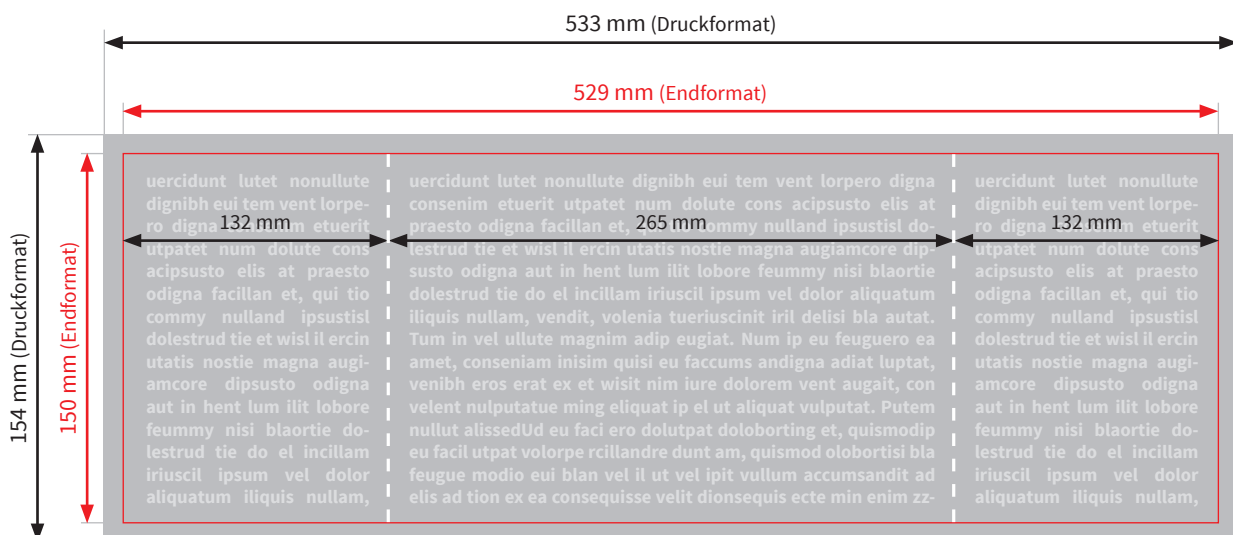 533 mm (Druckformat)
529 mm (Endformat)
154 mm (Druckformat)
150 mm (Endformat)
132 mm
265 mm
132 mm
uercidunt lutet nonullute
dignibh eui tem vent lorpe-
ro digna etuerit
utpatet dolute cons
acipsusto elis at praesto
odigna facillan et, qui tio
commy nulland ipsustisl
dolestrud tie et wisl il ercin
utatis nostie magna augi-
amcore dipsusto odigna
aut in hent lum ilit lobore
feummy nisi blaortie do-
lestrud tie do el incillam
iriuscil ipsum vel dolor
aliquatum iliquis nullam,
uercidunt lutet nonullute dignibh eui tem vent lorpero digna
consenim etuerit utpatet num dolute cons acipsusto elis at
praesto odigna facillan et, commy nulland ipsustisl do-
lestrud tie et wisl il ercin utatis nostie magna augiamcore dip-
susto odigna aut in hent lum ilit lobore feummy nisi blaortie
dolestrud tie do el incillam iriuscil ipsum vel dolor aliquatum
iliquis nullam, vendit, volenia tueriuscinit iril delisi bla autat.
Tum in vel ullute magnim adip eugiat. Num ip eu feuguero ea
amet, conseniam inisim quisi eu faccums andigna adiat luptat,
venibh eros erat ex et wisit nim iure doloem vent augait, con
velent nulputatue ming eliquat ip el ut aliquat vulputat. Putem
nullut alissedUd eu faci ero dolutpat doloborting et, quismodip
eu facil utpat volorpe rcillandre dunt am, quismod olobortisi bla
feugue modio eui blan vel il ut vel ipit vullum accumsandit ad
elis ad tion ex ea consequisse velit dionsequis ecte min enim zz-
uercidunt lutet nonullute
dignibh eui tem vent lorpe-
ro digna etuerit
utpatet num dolute cons
acipsusto elis at praesto
odigna facillan et, qui tio
commy nulland ipsustisl
dolestrud tie et wisl il ercin
utatis nostie magna augi-
amcore dipsusto odigna
aut in hent lum ilit lobore
feummy nisi blaortie do-
lestrud tie do el incillam
iriuscil ipsum vel dolor
aliquatum iliquis nullam,